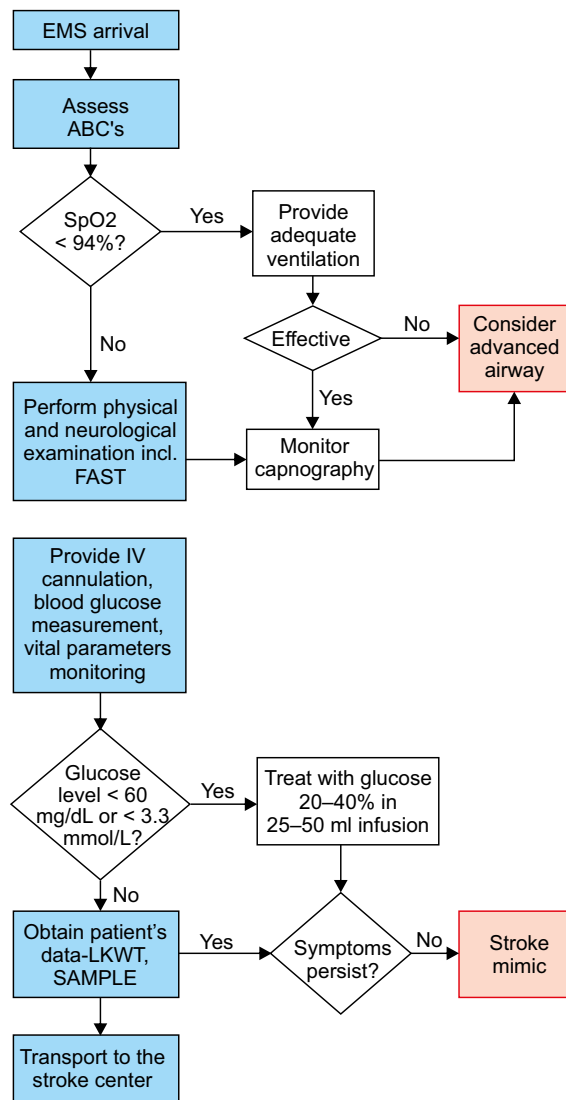 EMS arrival
Assess
ABC's
SpO2
< 94%?
Yes
Provide
adequate
ventilation
No
Effective
No
Consider
advanced
airway
Yes
Perform physical
and neurological
examination incl.
FAST
Monitor
capnography
Provide IV
cannulation,
blood glucose
measurement,
vital parameters
monitoring
Glucose
level < 60
mg/dL or < 3.3
mmol/L?
Yes
Treat with glucose
20–40% in
25–50 ml infusion
No
Obtain patient’s
data-LKWT,
SAMPLE
Yes
Symptoms
persist?
No
Stroke
mimic
Transport to the
stroke center